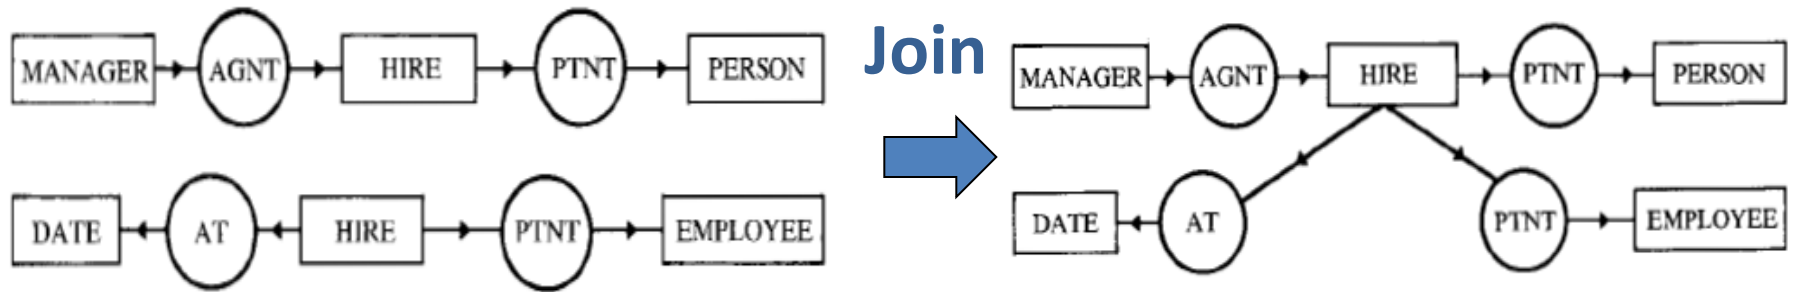 MANAGER AGNT HIRE PTNT PERSON
DATE AT HIRE PTNT EMPLOYEE
Join
MANAGER AGNT HIRE PTNT PERSON
DATE AT PTNT EMPLOYEE